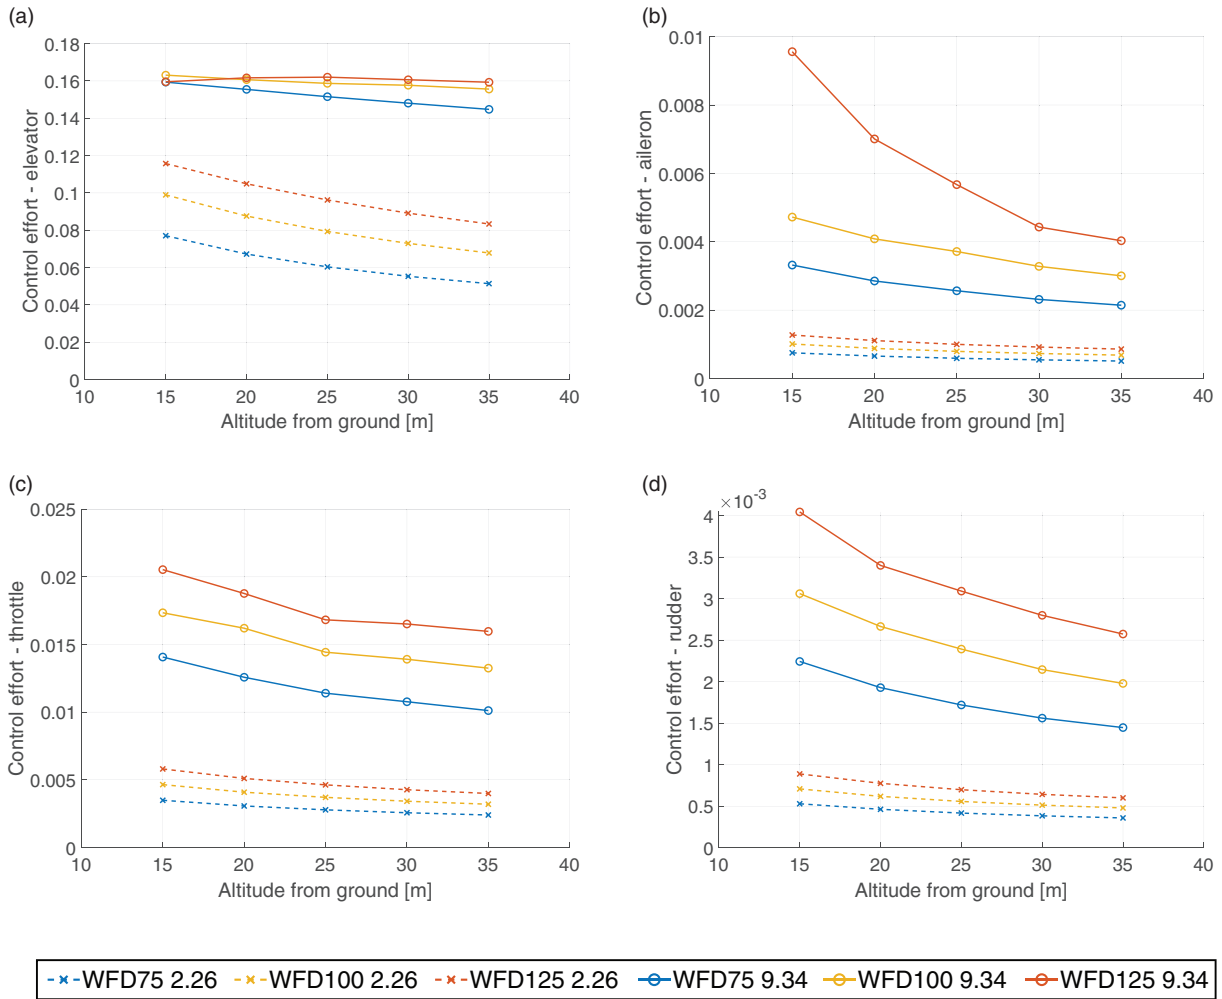 (a)
0.18
0.16
0.14
0.12
0.1
0.08
0.06
0.04
0.02
0
Control effort - elevator
10 15 20 25 30 35 40
Altitude from ground [m]
(b)
0.01
0.008
0.006
0.004
0.002
0
Control effort - aileron
10 15 20 25 30 35 40
Altitude from ground [m]
(c)
0.025
0.02
0.015
0.01
0.005
0
Control effort - throttle
10 15 20 25 30 35 40
Altitude from ground [m]
(d)
×10⁻³
4
3.5
3
2.5
2
1.5
1
0.5
0
Control effort - rudder
10 15 20 25 30 35 40
Altitude from ground [m]
WFD75 2.26 WFD100 2.26 WFD125 2.26 WFD75 9.34 WFD100 9.34 WFD125 9.34